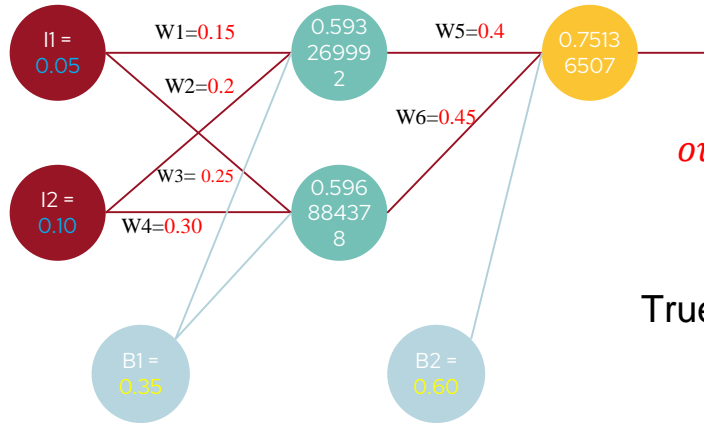 I1 =
0.05
W1=0.15
W2=0.2
0.593
26999
2
W5=0.4
0.7513
6507
W6=0.45
I2 =
0.10
W3= 0.25
W4=0.30
0.596
88437
8
True
B1 =
0.35
B2 =
0.60